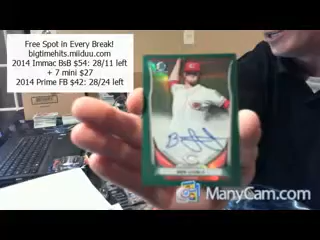 Free Spot in Every Break!
bigtimehits.milduu.com
2014 Immac BsB $54: 28/11 left
+ 7 mini $27
2014 Prime FB $42: 28/24 left
ManyCam.com